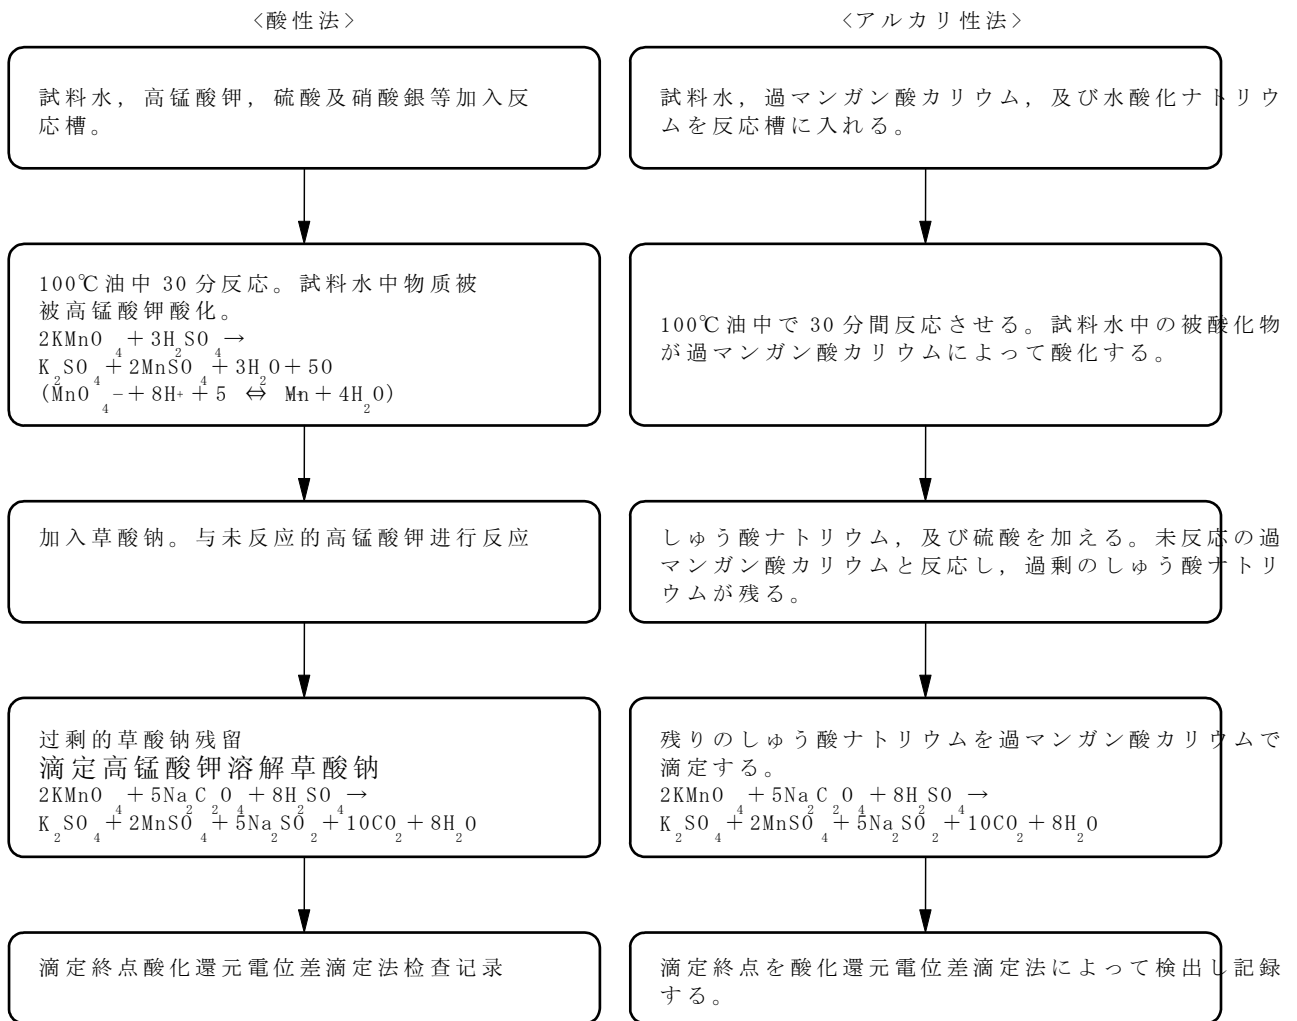 <酸性法>
試料水，高锰酸钾，硫酸及硝酸銀等加入反
応槽。
100℃油中 30 分反応。試料水中物质被
被高锰酸钾酸化。
2KMnO4＋3H2SO4→
K2SO4＋2MnSO4＋3H2O＋5O
(MnO4－＋8H+＋5 ⇔ Mn＋4H2O)
加入草酸钠。与未反应的高锰酸钾进行反应
过剩的草酸钠残留
滴定高锰酸钾溶解草酸钠
2KMnO4＋5Na2C2O4＋8H2SO4→
K2SO4＋2MnSO4＋5Na2SO2＋10CO2＋8H2O
滴定終点酸化還元電位差滴定法检查记录
<アルカリ性法>
試料水，過マンガン酸カリウム，及び水酸化ナトリウ
ムを反応槽に入れる。
100℃油中で 30 分間反応させる。試料水中の被酸化物
が過マンガン酸カリウムによって酸化する。
しゅう酸ナトリウム，及び硫酸を加える。未反応の過
マンガン酸カリウムと反応し，過剰のしゅう酸ナトリ
ウムが残る。
残りのしゅう酸ナトリウムを過マンガン酸カリウムで
滴定する。
2KMnO4＋5Na2C2O4＋8H2SO4→
K2SO4＋2MnSO4＋5Na2SO2＋10CO2＋8H2O
滴定終点を酸化還元電位差滴定法によって検出し記録
する。